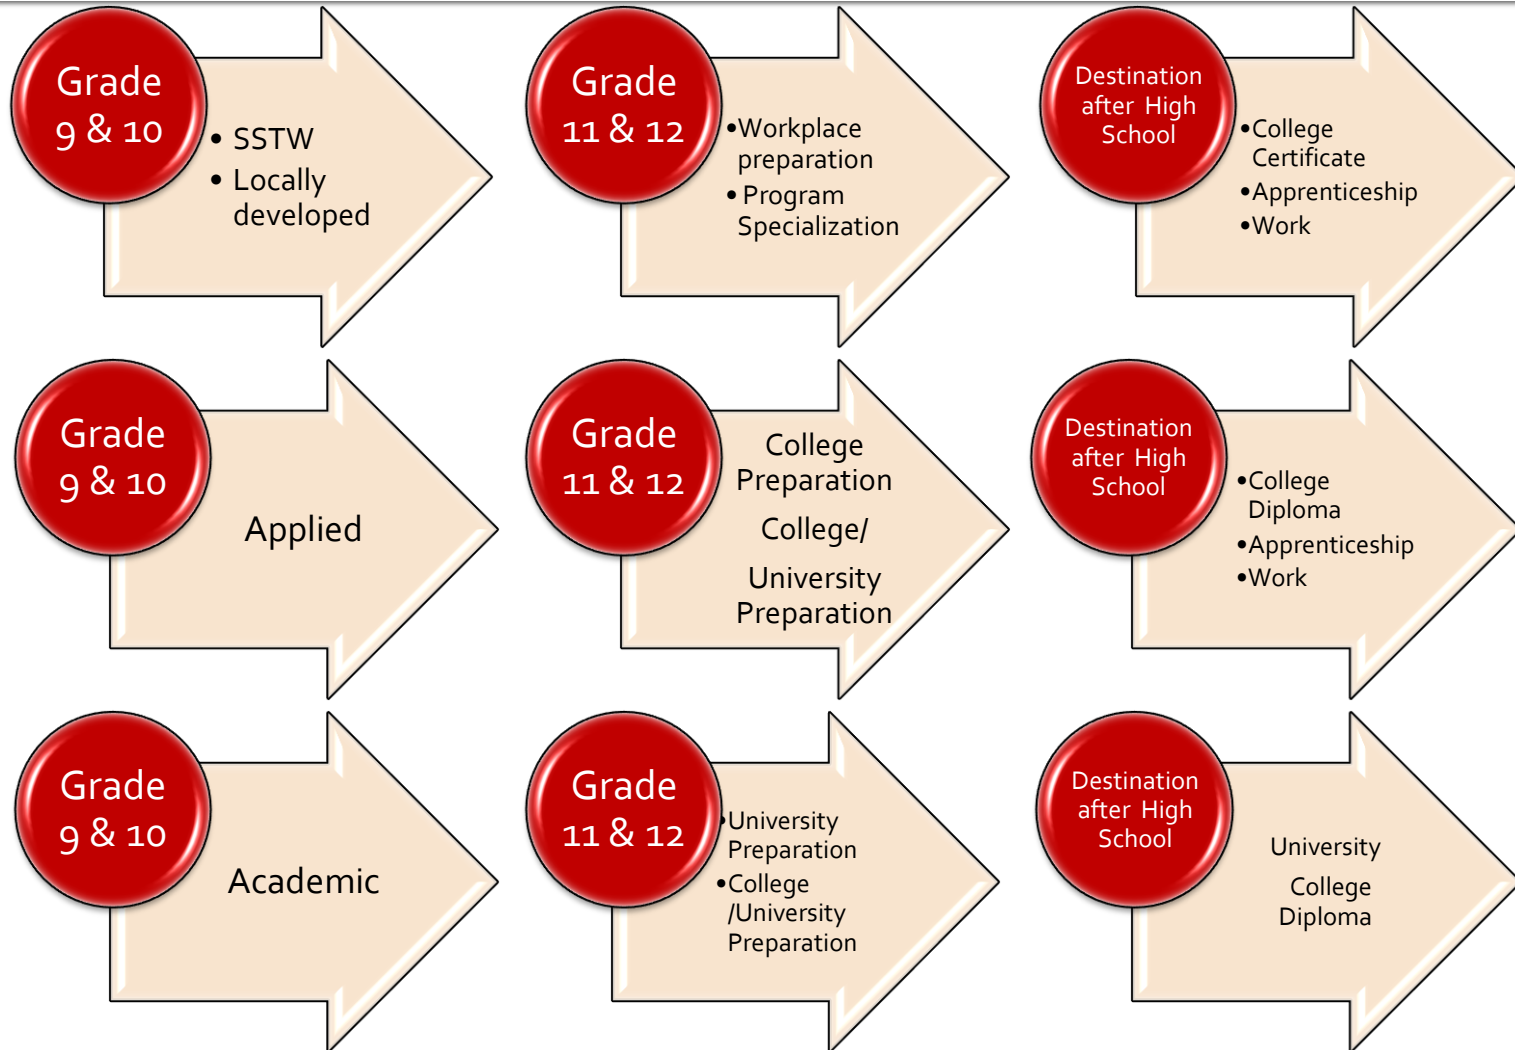 Grade
9 & 10
• SSTW
• Locally
developed
Grade
11 & 12
•Workplace
preparation
• Program
Specialization
Destination
after High
School
•College
Certificate
•Apprenticeship
•Work
Grade
9 & 10
Applied
Grade
11 & 12
College
Preparation
College/
University
Preparation
Destination
after High
School
•College
Diploma
•Apprenticeship
•Work
Grade
9 & 10
Academic
Grade
11 & 12
•University
Preparation
•College
/University
Preparation
Destination
after High
School
University
College
Diploma